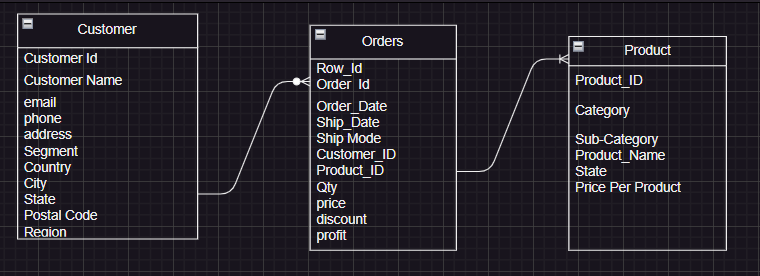 Customer
Customer Id
Customer Name
email
phone
address
Segment
Country
City
State
Postal Code
Region
Orders
Row_Id
Order_Id
Order_Date
Ship_Date
Ship Mode
Customer_ID
Product_ID
Qty
price
discount
profit
Product
Product_ID
Category
Sub-Category
Product_Name
State
Price Per Product